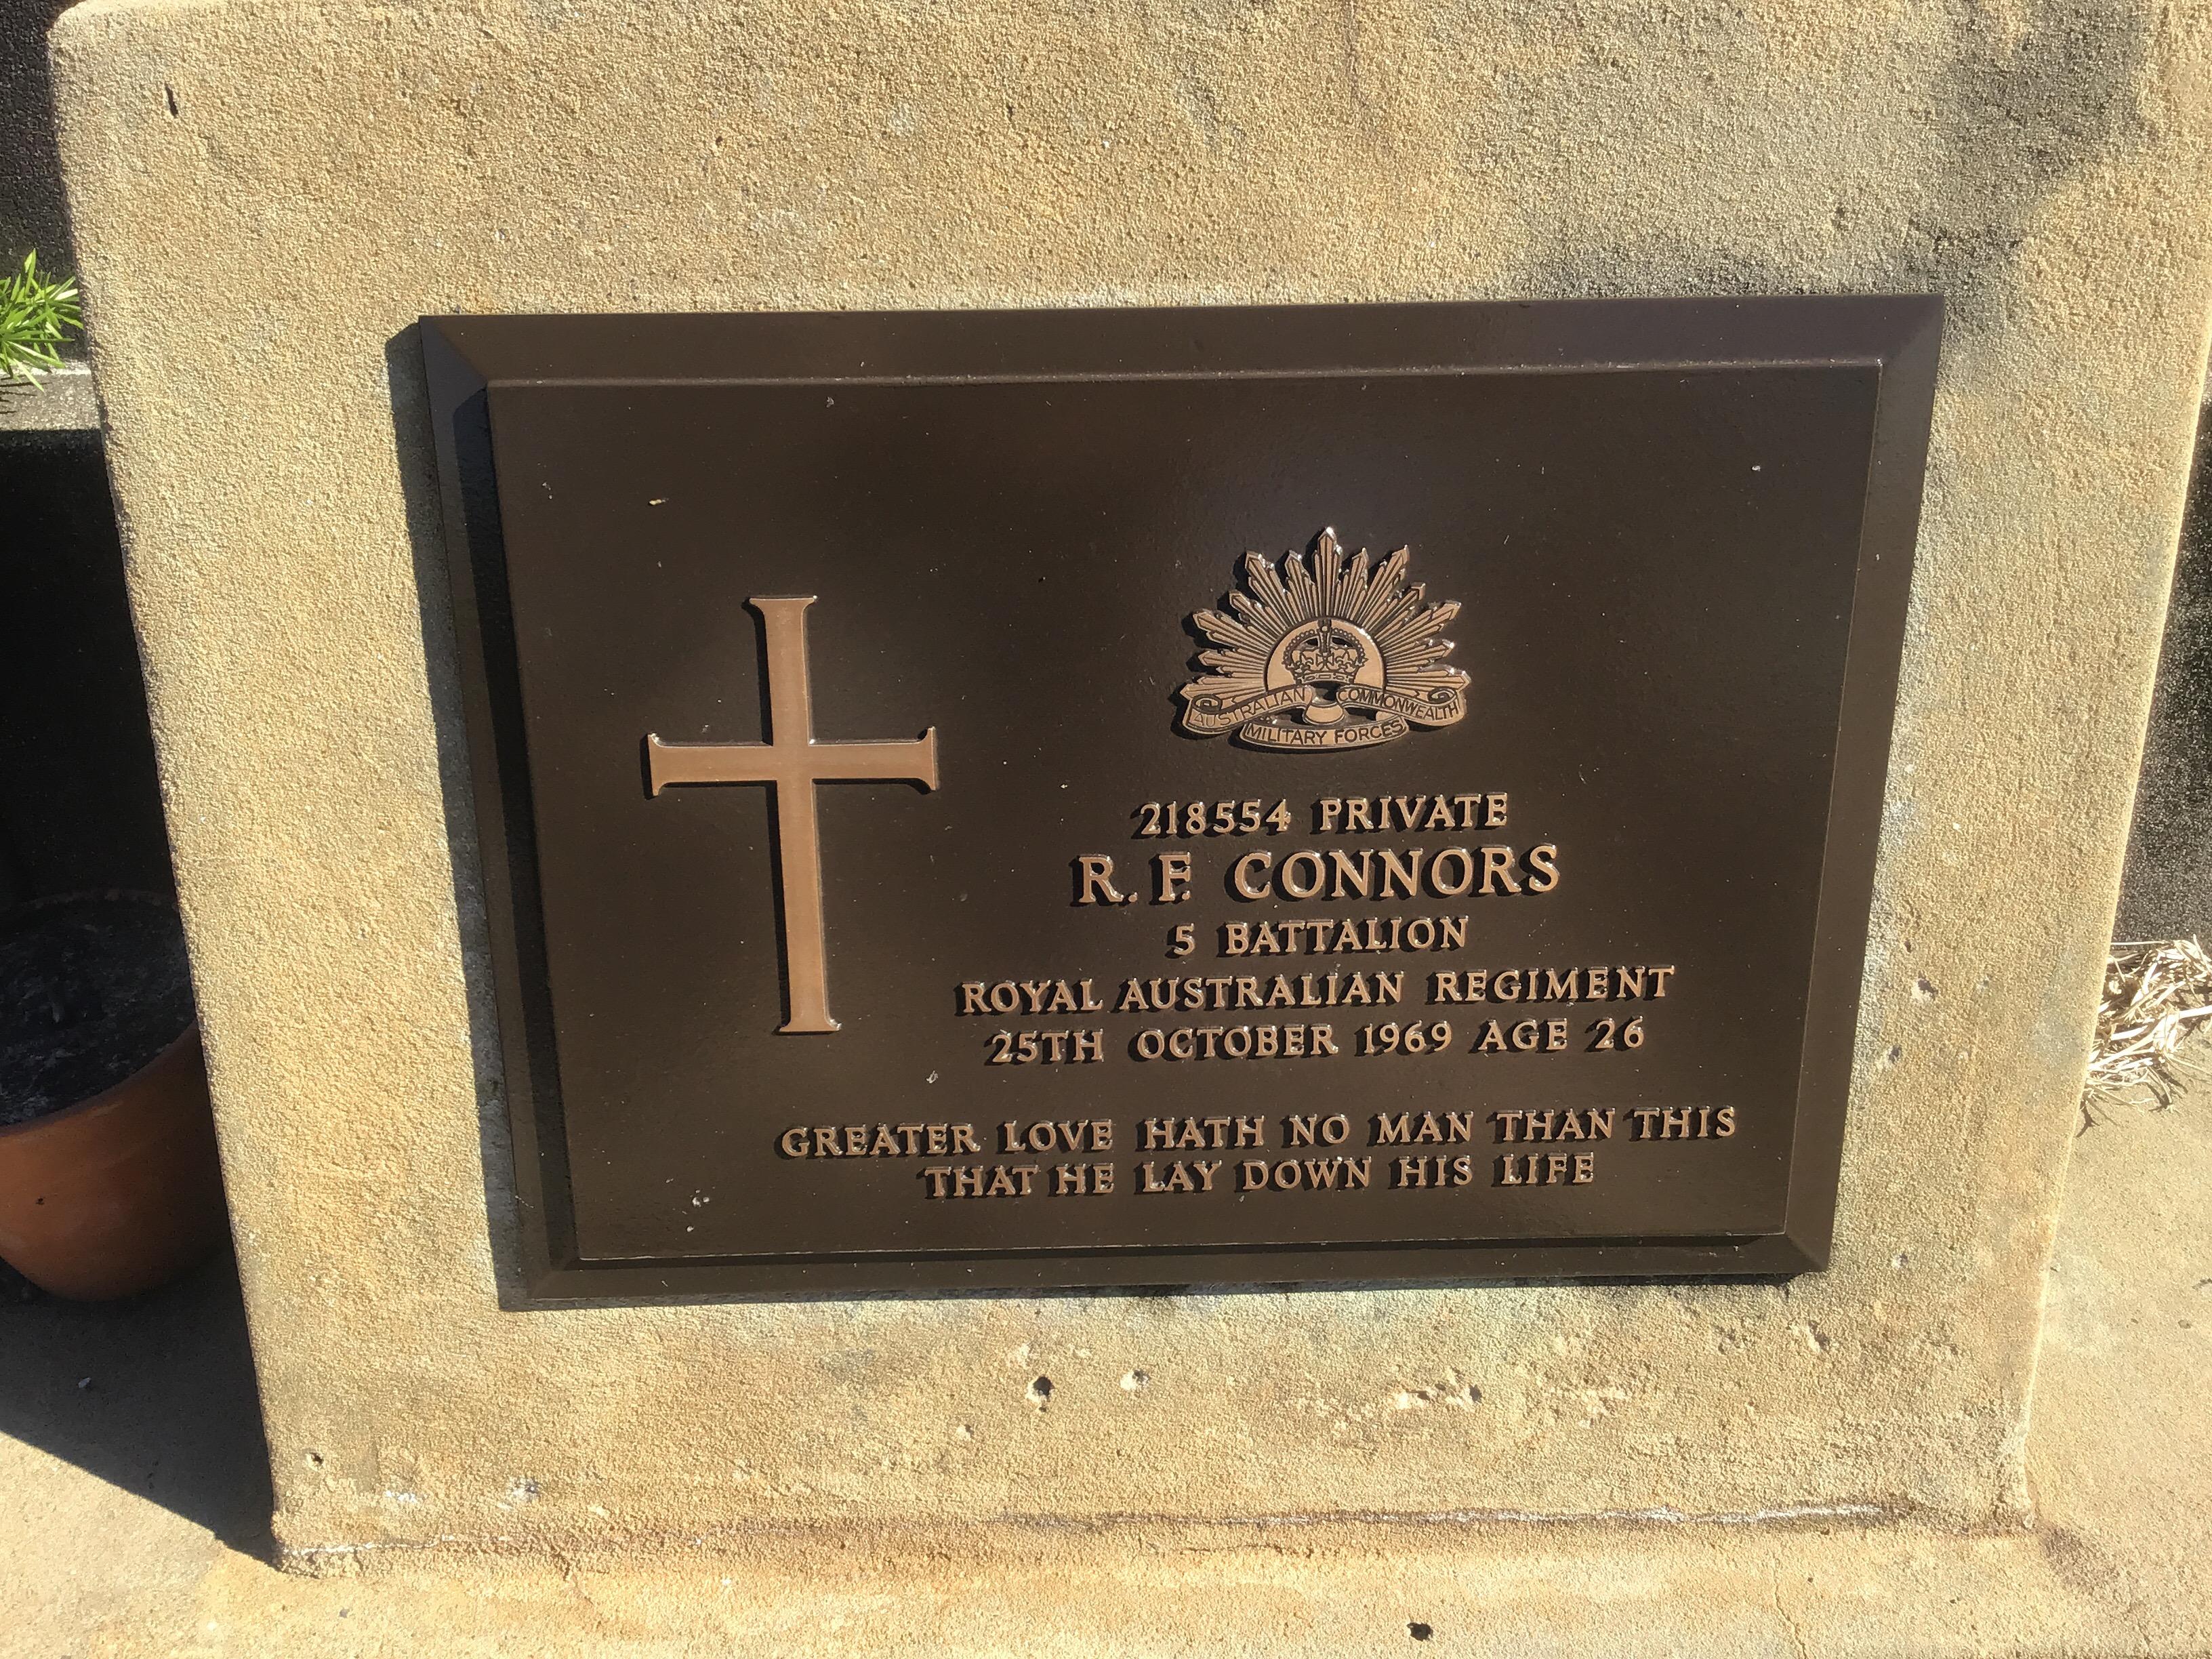 AUSTRALIAN COMMONWEALTH
MILITARY FORCES
218554 PRIVATE
R. F. CONNORS
5 BATTALION
ROYAL AUSTRALIAN REGIMENT
25TH OCTOBER 1969 AGE 26
GREATER LOVE HATH NO MAN THAN THIS
THAT HE LAY DOWN HIS LIFE